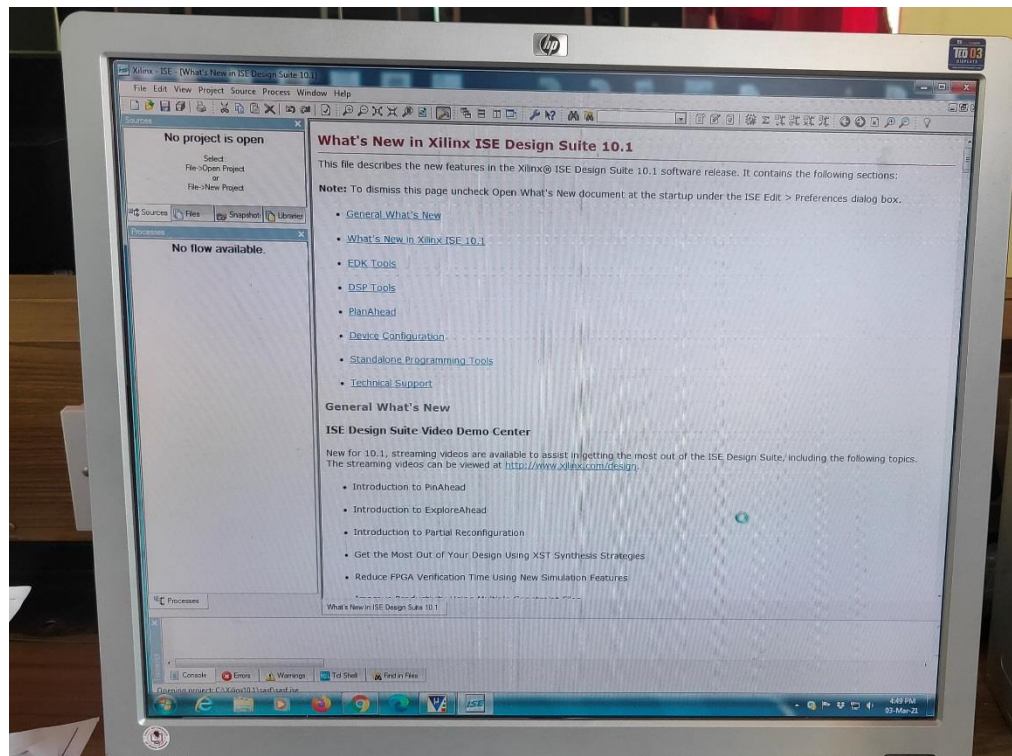 hp
TCO 03
DISPLAYS
Xilinx - ISE - [What's New in ISE Design Suite 10.1]
File Edit View Project Source Process Window Help
Sources
No project is open
Select:
File->Open Project
or
File->New Project
Sources Files Snapshot Libraries
Processes
No flow available.
Processes
What's New in Xilinx ISE Design Suite 10.1
This file describes the new features in the Xilinx® ISE Design Suite 10.1 software release. It contains the following sections:
Note: To dismiss this page uncheck Open What's New document at the startup under the ISE Edit > Preferences dialog box.
• General What's New
• What's New in Xilinx ISE 10.1
• EDK Tools
• DSP Tools
• PlanAhead
• Device Configuration
• Standalone Programming Tools
• Technical Support
General What's New
ISE Design Suite Video Demo Center
New for 10.1, streaming videos are available to assist in getting the most out of the ISE Design Suite, including the following topics.
The streaming videos can be viewed at http://www.xilinx.com/design.
• Introduction to PinAhead
• Introduction to ExploreAhead
• Introduction to Partial Reconfiguration
• Get the Most Out of Your Design Using XST Synthesis Strategies
• Reduce FPGA Verification Time Using New Simulation Features
What's New in ISE Design Suite 10.1
Console Errors Warnings Tcl Shell Find in Files
Opening project:
ISE
4:49 PM
03-Mar-21